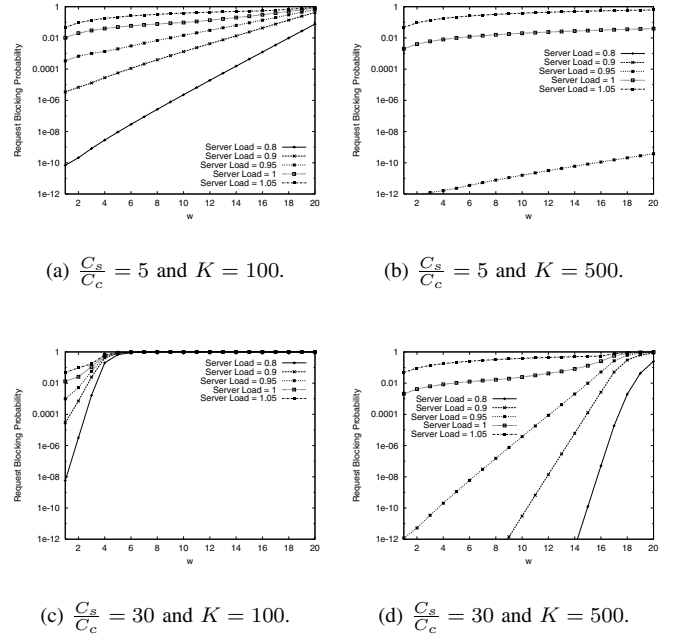 1
0.01
0.0001
1e-06
1e-08
1e-10
1e-12
Request Blocking Probability
2 4 6 8 10 12 14 16 18 20
w
Server Load = 0.8
Server Load = 0.9
Server Load = 0.95
Server Load = 1
Server Load = 1.05
(a) C_s/C_c = 5 and K = 100.
1
0.01
0.0001
1e-06
1e-08
1e-10
1e-12
Request Blocking Probability
2 4 6 8 10 12 14 16 18 20
w
Server Load = 0.8
Server Load = 0.9
Server Load = 0.95
Server Load = 1
Server Load = 1.05
(b) C_s/C_c = 5 and K = 500.
1
0.01
0.0001
1e-06
1e-08
1e-10
1e-12
Request Blocking Probability
2 4 6 8 10 12 14 16 18 20
w
Server Load = 0.8
Server Load = 0.9
Server Load = 0.95
Server Load = 1
Server Load = 1.05
(c) C_s/C_c = 30 and K = 100.
1
0.01
0.0001
1e-06
1e-08
1e-10
1e-12
Request Blocking Probability
2 4 6 8 10 12 14 16 18 20
w
Server Load = 0.8
Server Load = 0.9
Server Load = 0.95
Server Load = 1
Server Load = 1.05
(d) C_s/C_c = 30 and K = 500.